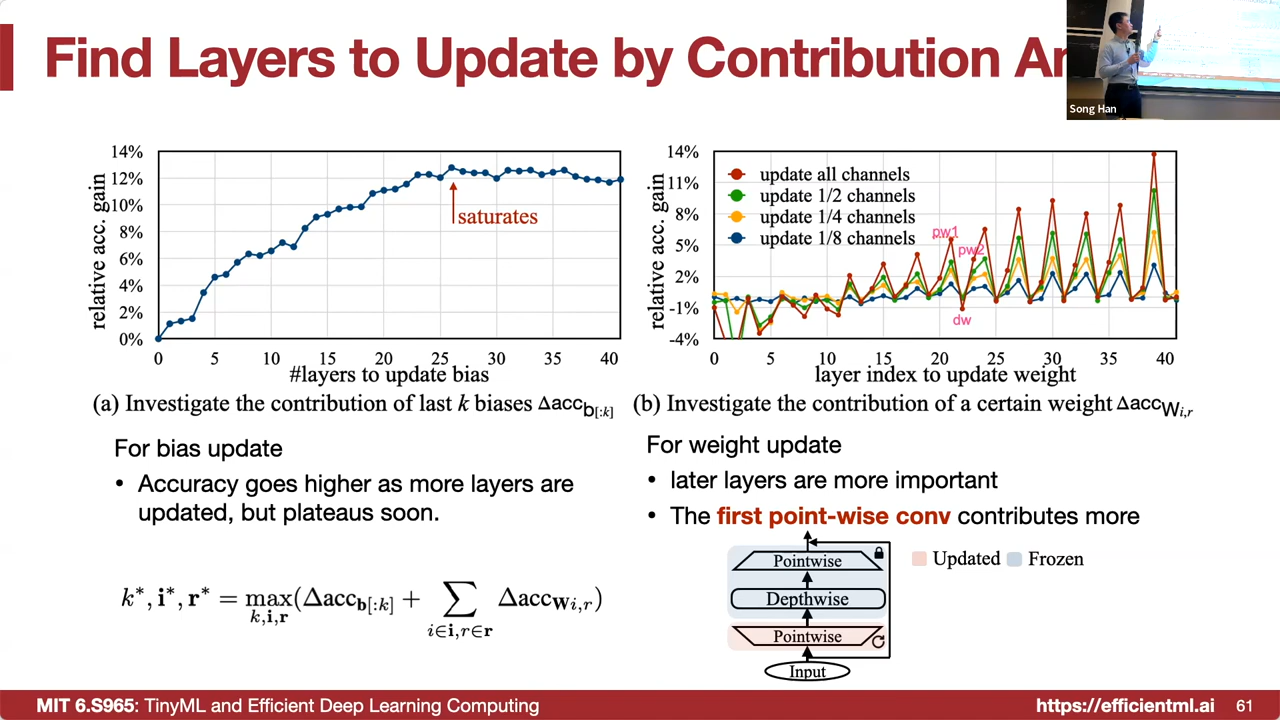 Find Layers to Update by Contribution An
Song Han
relative acc. gain
14%
12%
10%
8%
6%
4%
2%
0%
saturates
0 5 10 15 20 25 30 35 40
#layers to update bias
(a) Investigate the contribution of last k biases Δacc_b[:k]
relative acc. gain
14%
11%
8%
5%
2%
-1%
-4%
update all channels
update 1/2 channels
update 1/4 channels
update 1/8 channels
pw1
pw2
dw
0 5 10 15 20 25 30 35 40
layer index to update weight
(b) Investigate the contribution of a certain weight Δacc_W_i,r
For bias update
• Accuracy goes higher as more layers are
updated, but plateaus soon.
k*, i*, r* = max_{k,i,r}(Δacc_b[:k] + ∑_{i∈i,r∈r} Δacc_W_i,r)
For weight update
• later layers are more important
• The first point-wise conv contributes more
Pointwise
Depthwise
Pointwise
Input
Updated
Frozen
MIT 6.S965: TinyML and Efficient Deep Learning Computing
https://efficientml.ai
61